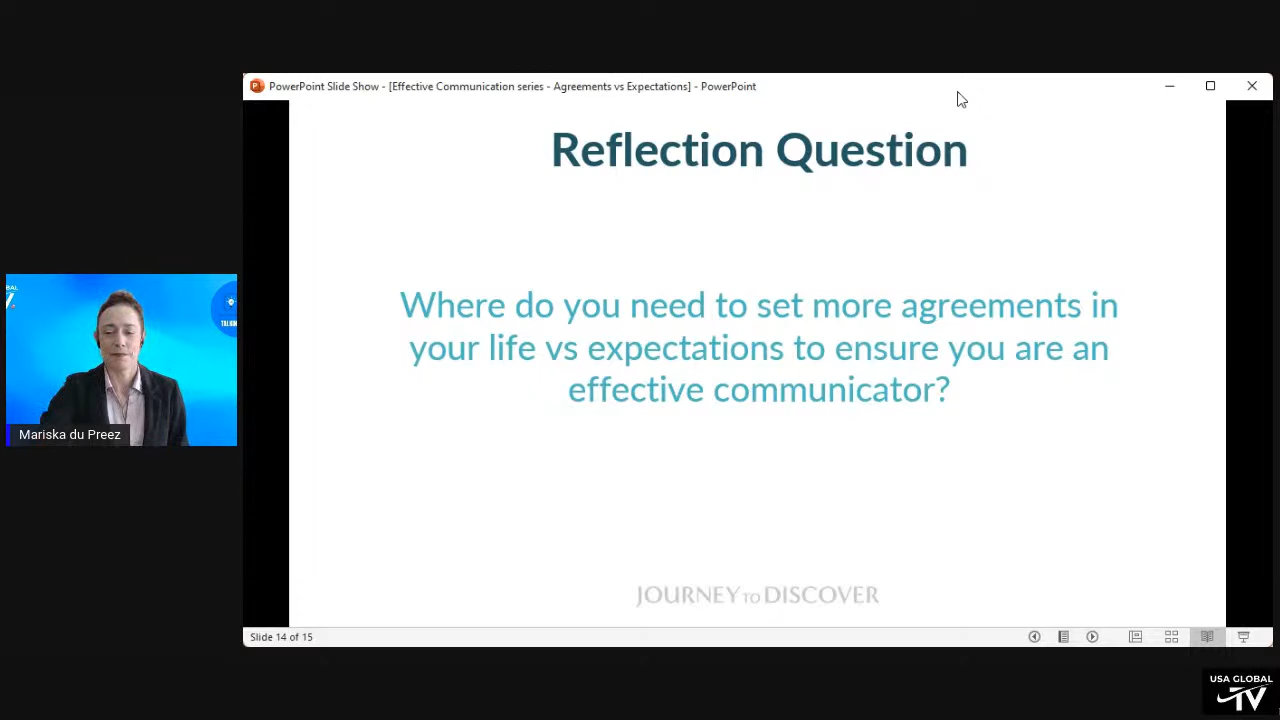 PowerPoint Slide Show - [Effective Communication series - Agreements vs Expectations] - PowerPoint
Reflection Question
Where do you need to set more agreements in
your life vs expectations to ensure you are an
effective communicator?
JOURNEY TO DISCOVER
Slide 14 of 15
Mariska du Preez
USA GLOBAL
TV